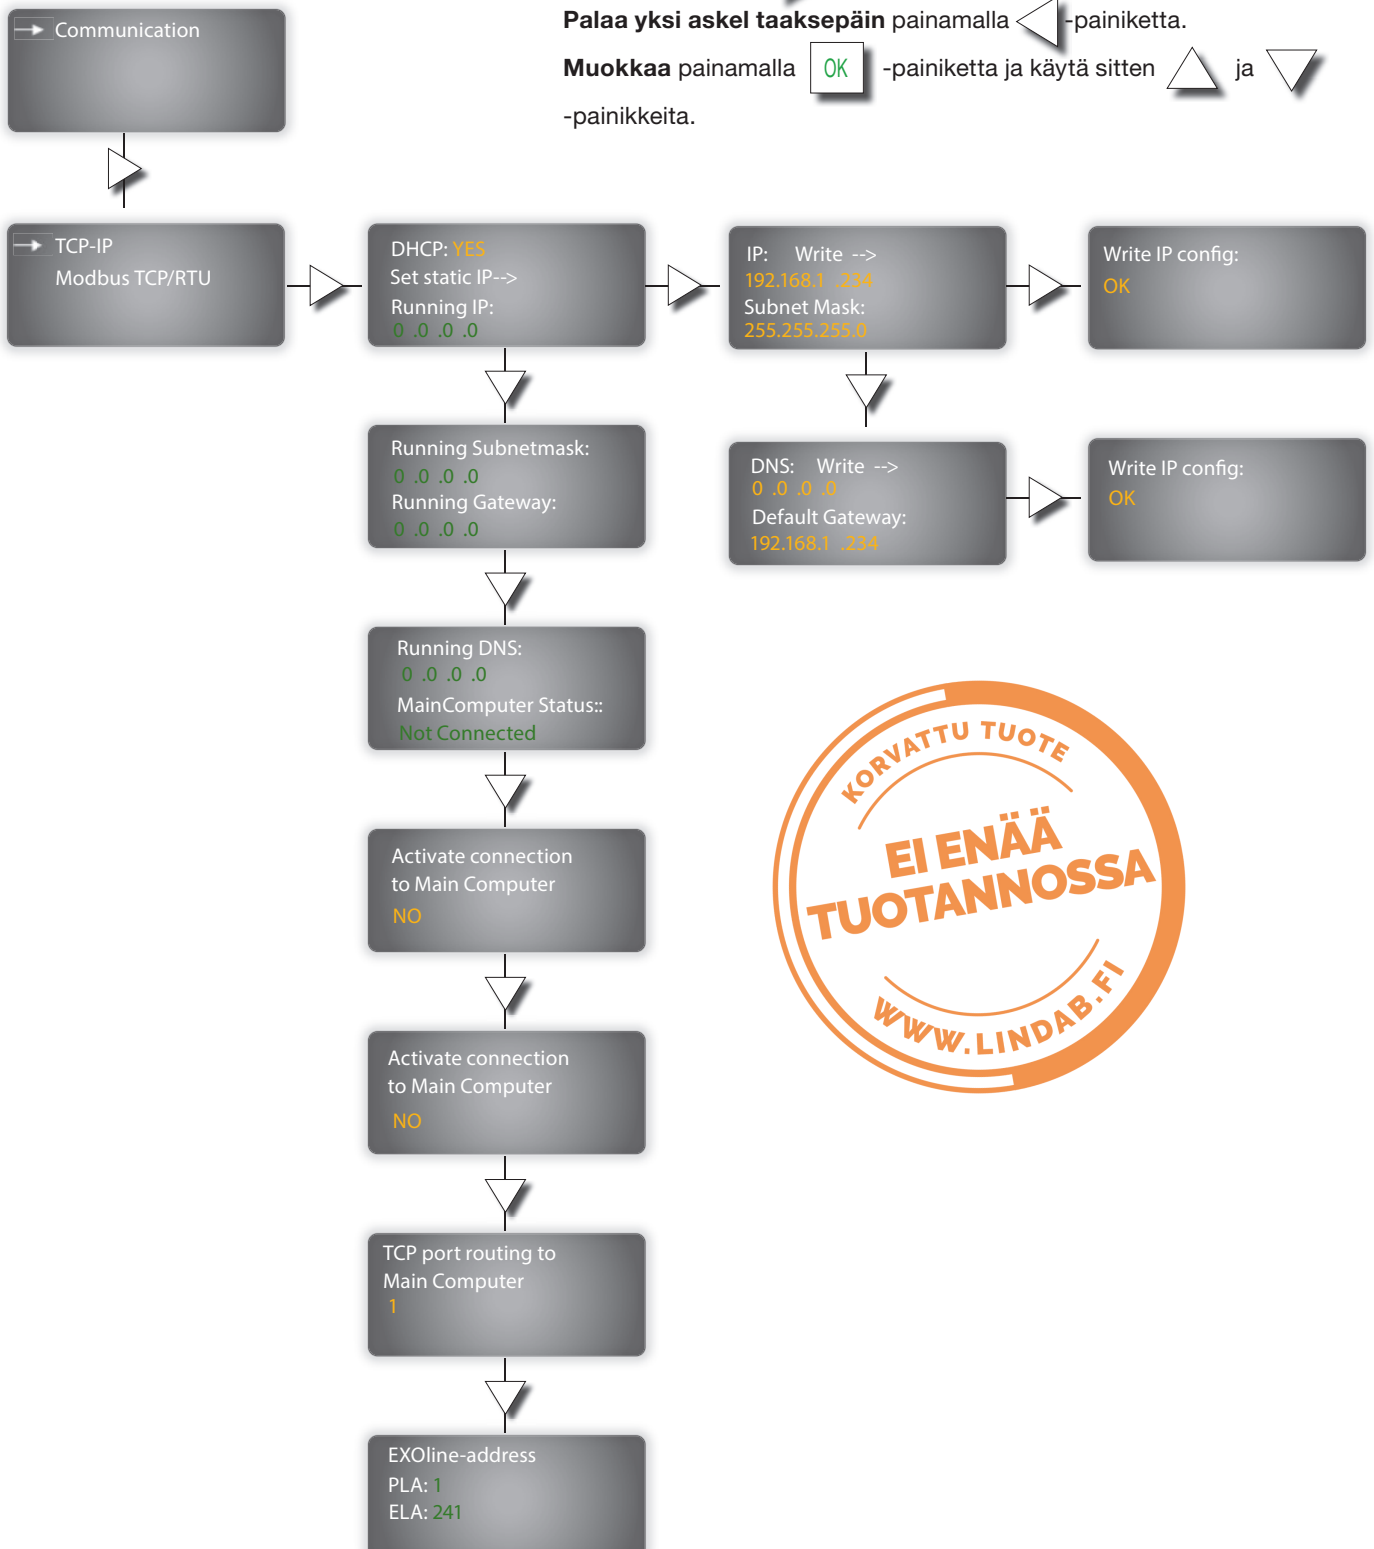 Palaa yksi askel taaksepäin painamalla -painiketta.
Muokkaa painamalla OK -painiketta ja käytä sitten ja
-painikkeita.
Communication
TCP-IP
Modbus TCP/RTU
DHCP: YES
Set static IP-->
Running IP:
0 .0 .0 .0
IP: Write -->
192.168.1 .234
Subnet Mask:
255.255.255.0
Write IP config:
OK
Running Subnetmask:
0 .0 .0 .0
Running Gateway:
0 .0 .0 .0
DNS: Write -->
0 .0 .0 .0
Default Gateway:
192.168.1 .234
Write IP config:
OK
Running DNS:
0 .0 .0 .0
MainComputer Status::
Not Connected
Activate connection
to Main Computer
NO
Activate connection
to Main Computer
NO
TCP port routing to
Main Computer
1
EXOline-address
PLA: 1
ELA: 241
KORVATTU TUOTE
EI ENÄÄ
TUOTANNOSSA
WWW.LINDAB.FI